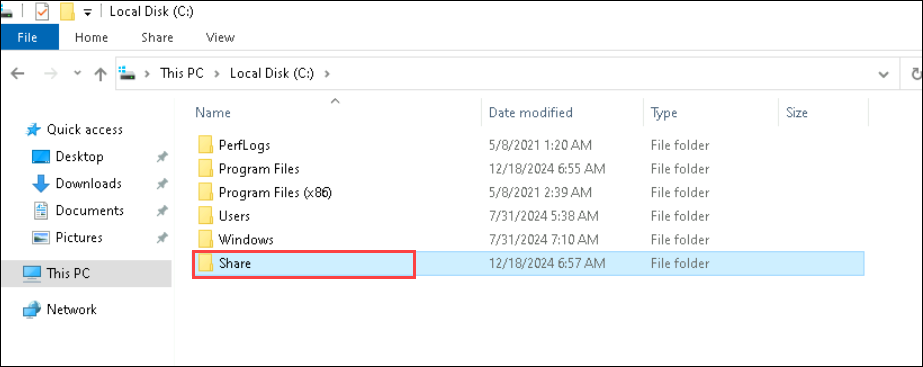 Local Disk (C:)
File Home Share View
This PC Local Disk (C:)
Name Date modified Type Size
Quick access
Desktop
Downloads
Documents
Pictures
This PC
Network
PerfLogs 5/8/2021 1:20 AM File folder
Program Files 12/18/2024 6:55 AM File folder
Program Files (x86) 5/8/2021 2:39 AM File folder
Users 7/31/2024 5:38 AM File folder
Windows 7/31/2024 7:10 AM File folder
Share 12/18/2024 6:57 AM File folder